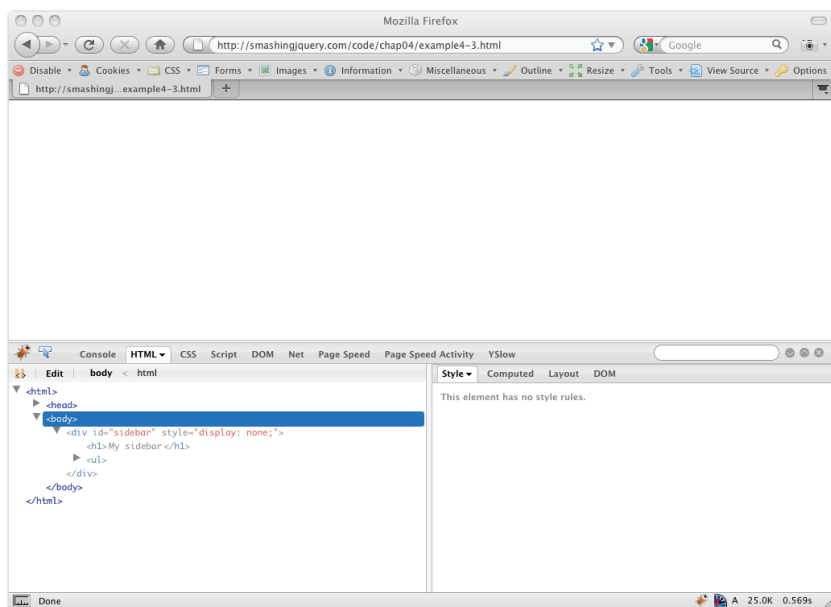 Mozilla Firefox
http://smashingjquery.com/code/chap04/example4-3.html Google
Disable Cookies CSS Forms Images Information Miscellaneous Outline Resize Tools View Source Options
http://smashingj...example4-3.html +
Console HTML CSS Script DOM Net Page Speed Page Speed Activity YSlow
Edit body < html
Style Computed Layout DOM
<html>
This element has no style rules.
<head>
<body>
<div id="sidebar" style="display: none;">
<h1>My sidebar</h1>
<ul>
</div>
</body>
</html>
Done A 25.0K 0.569s